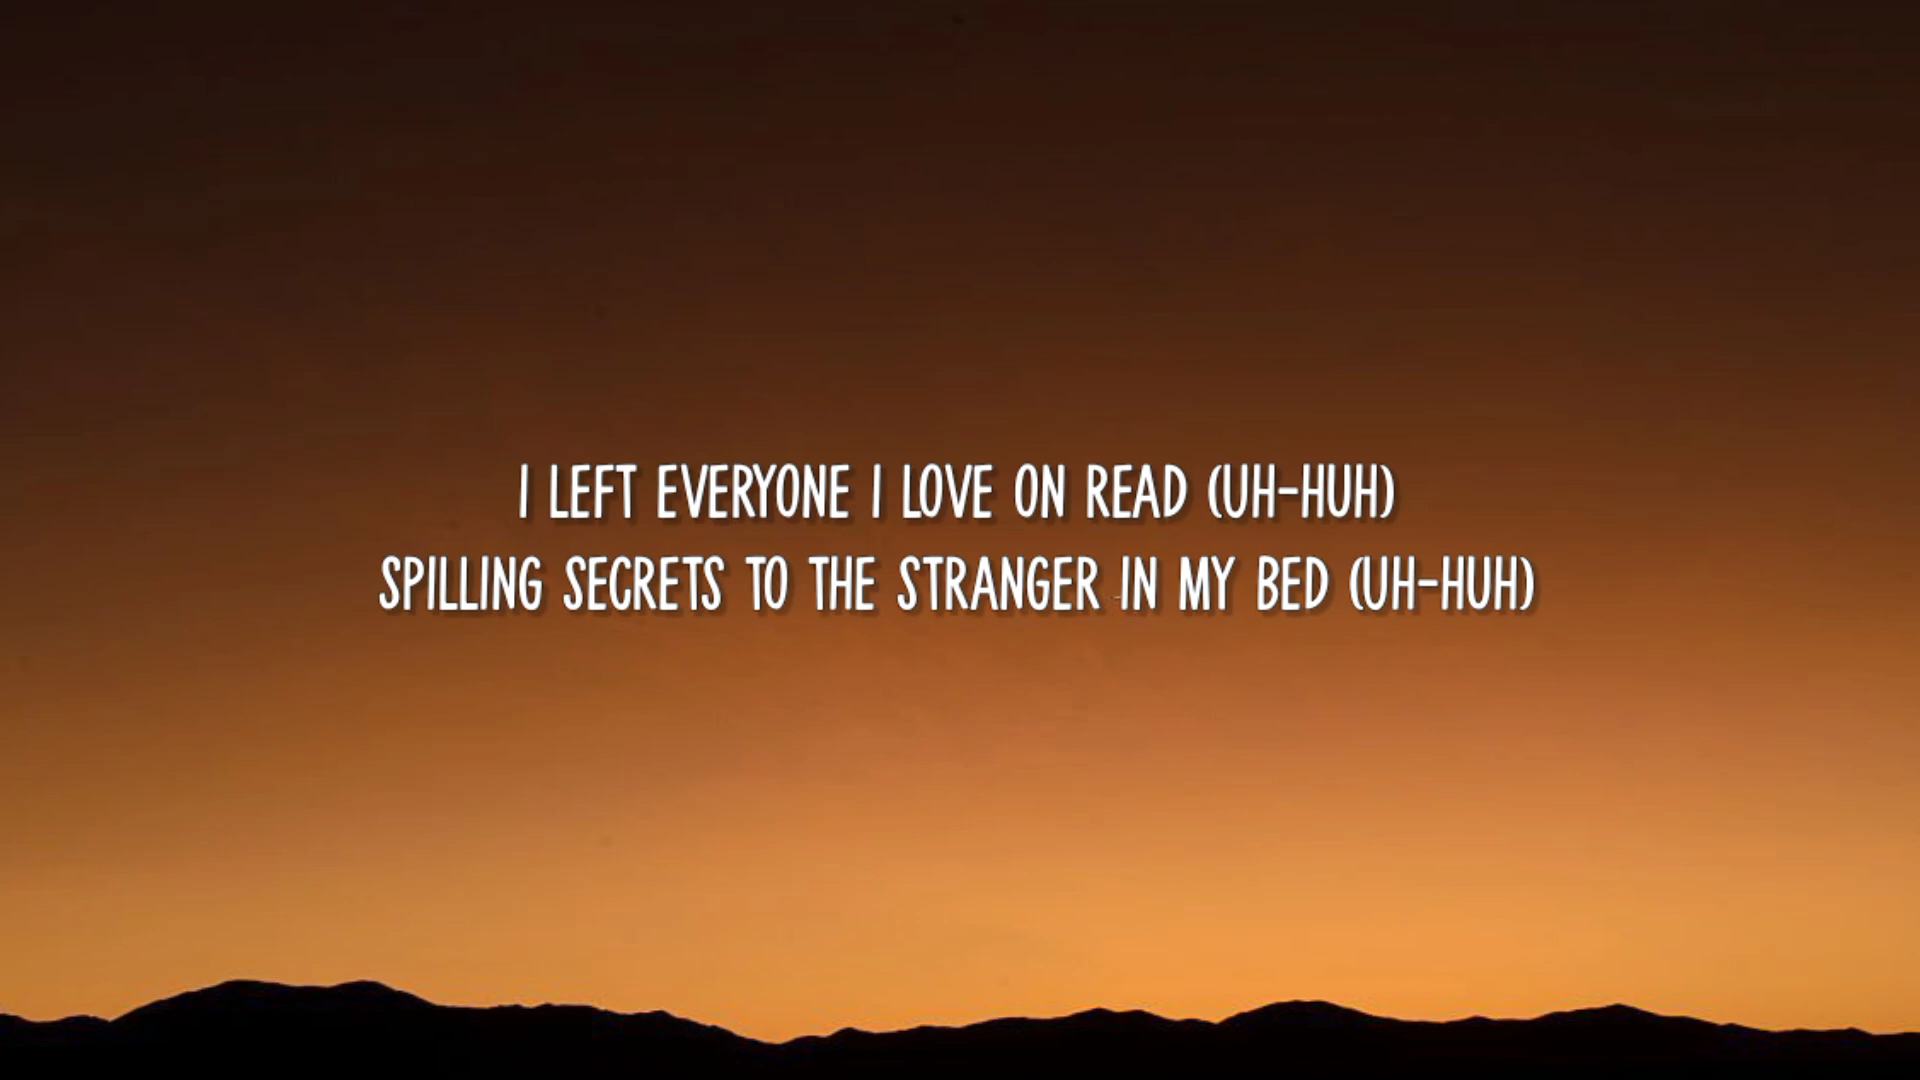 I LEFT EVERYONE I LOVE ON READ (UH-HUH)
SPILLING SECRETS TO THE STRANGER IN MY BED (UH-HUH)